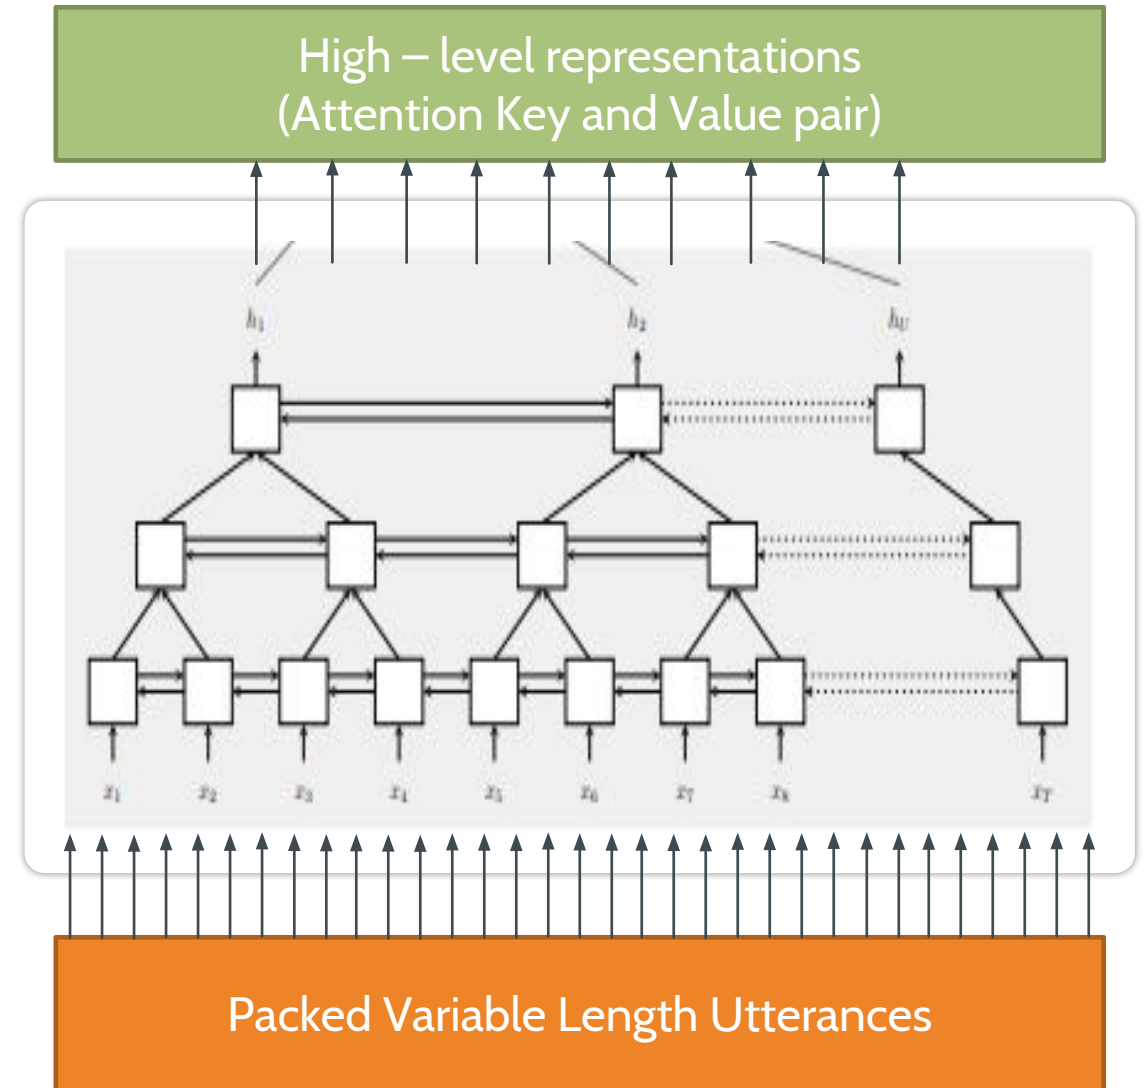 High – level representations
(Attention Key and Value pair)
h1 h2 hU
x1 x2 x3 x4 x5 x6 x7 x8 xT
Packed Variable Length Utterances